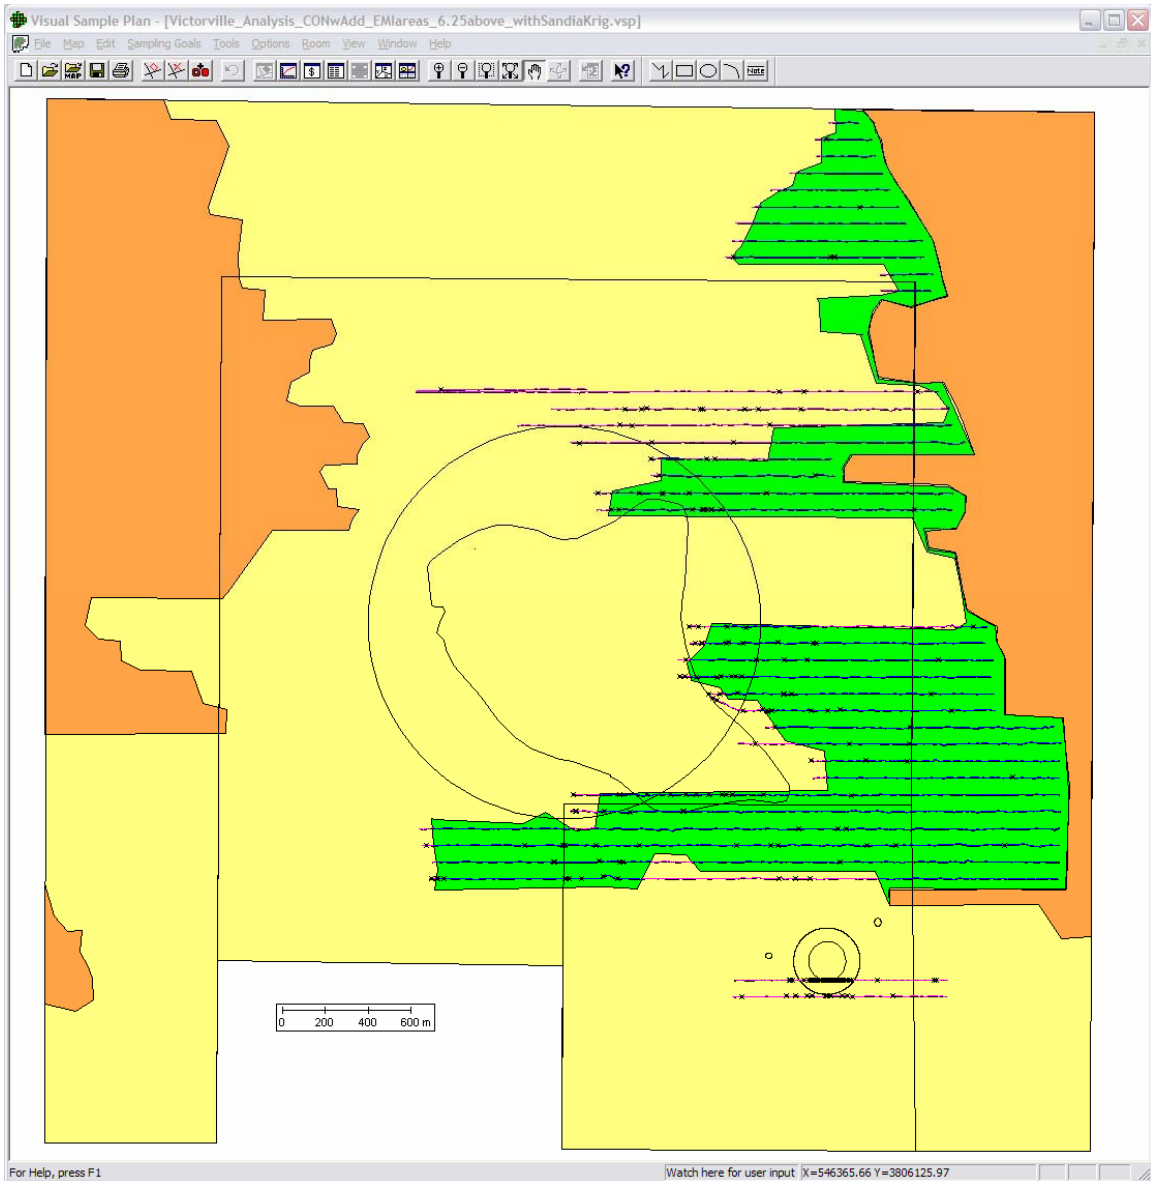 Visual Sample Plan - [Victorville_Analysis_CONwAdd_EMIareas_6.25above_withSandiaKrig.vsp]
File Map Edit Sampling Goals Tools Options Room View Window Help
MAP
$
Note
0 200 400 600 m
For Help, press F1
Watch here for user input X=546365.66 Y=3806125.97